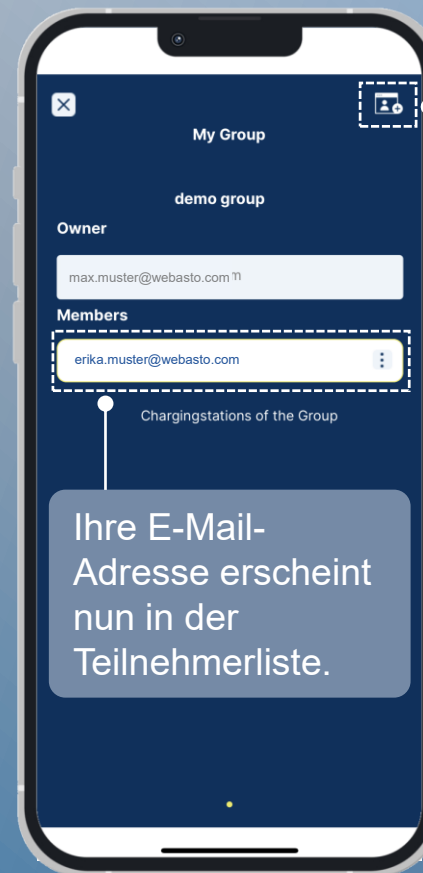 My Group
demo group
Owner
max.muster@webasto.com
Members
erika.muster@webasto.com
Chargingstations of the Group
Ihre E-Mail-
Adresse erscheint
nun in der
Teilnehmerliste.